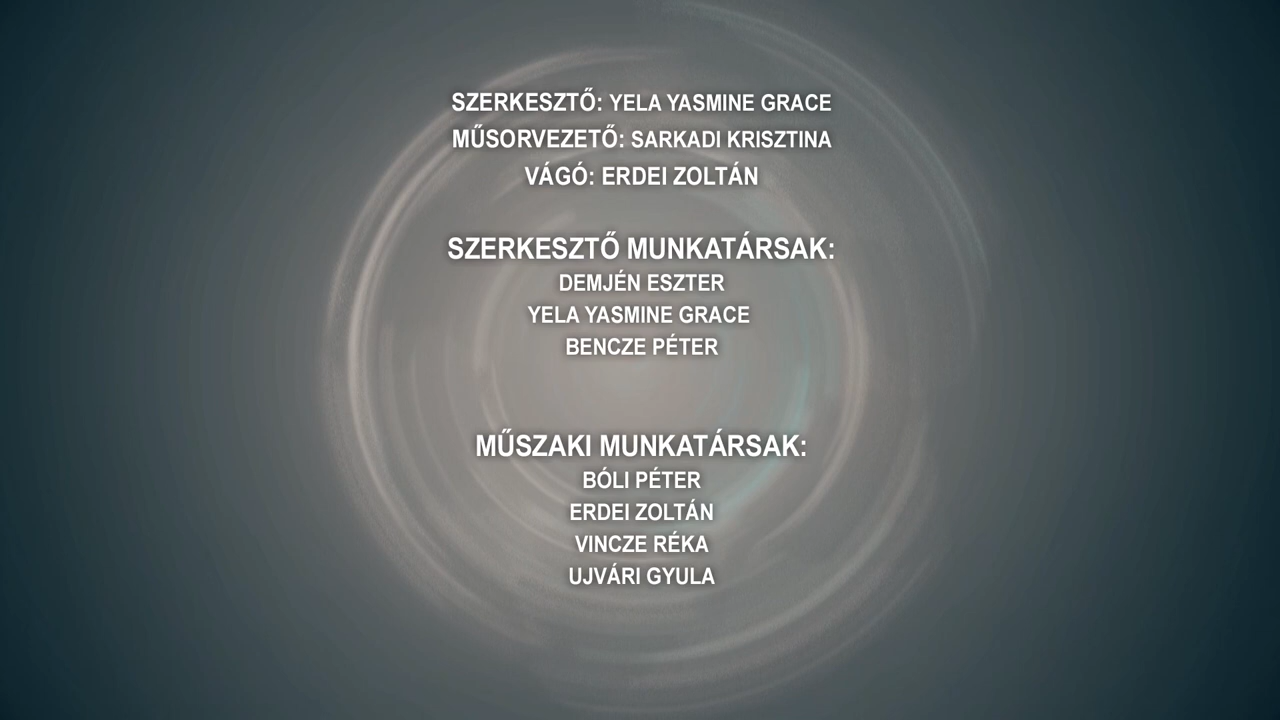 SZERKESZTŐ: YELA YASMINE GRACE
MŰSORVEZETŐ: SARKADI KRISZTINA
VÁGÓ: ERDEI ZOLTÁN
SZERKESZTŐ MUNKATÁRSAK:
DEMJÉN ESZTER
YELA YASMINE GRACE
BENCZE PÉTER
MŰSZAKI MUNKATÁRSAK:
BÓLI PÉTER
ERDEI ZOLTÁN
VINCZE RÉKA
UJVÁRI GYULA